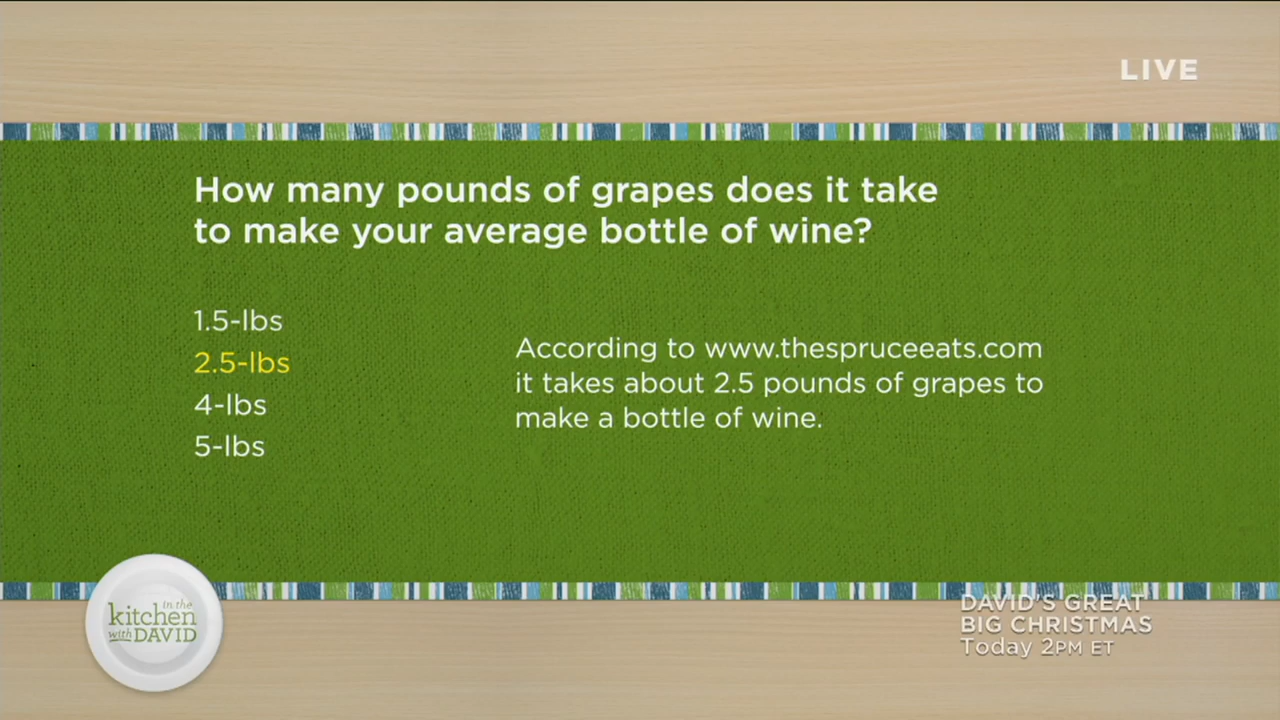 LIVE
How many pounds of grapes does it take
to make your average bottle of wine?
1.5-lbs
2.5-lbs
4-lbs
5-lbs
According to www.thespruceeats.com
it takes about 2.5 pounds of grapes to
make a bottle of wine.
in the
kitchen
with DAVID
DAVID'S GREAT
BIG CHRISTMAS
Today 2PM ET